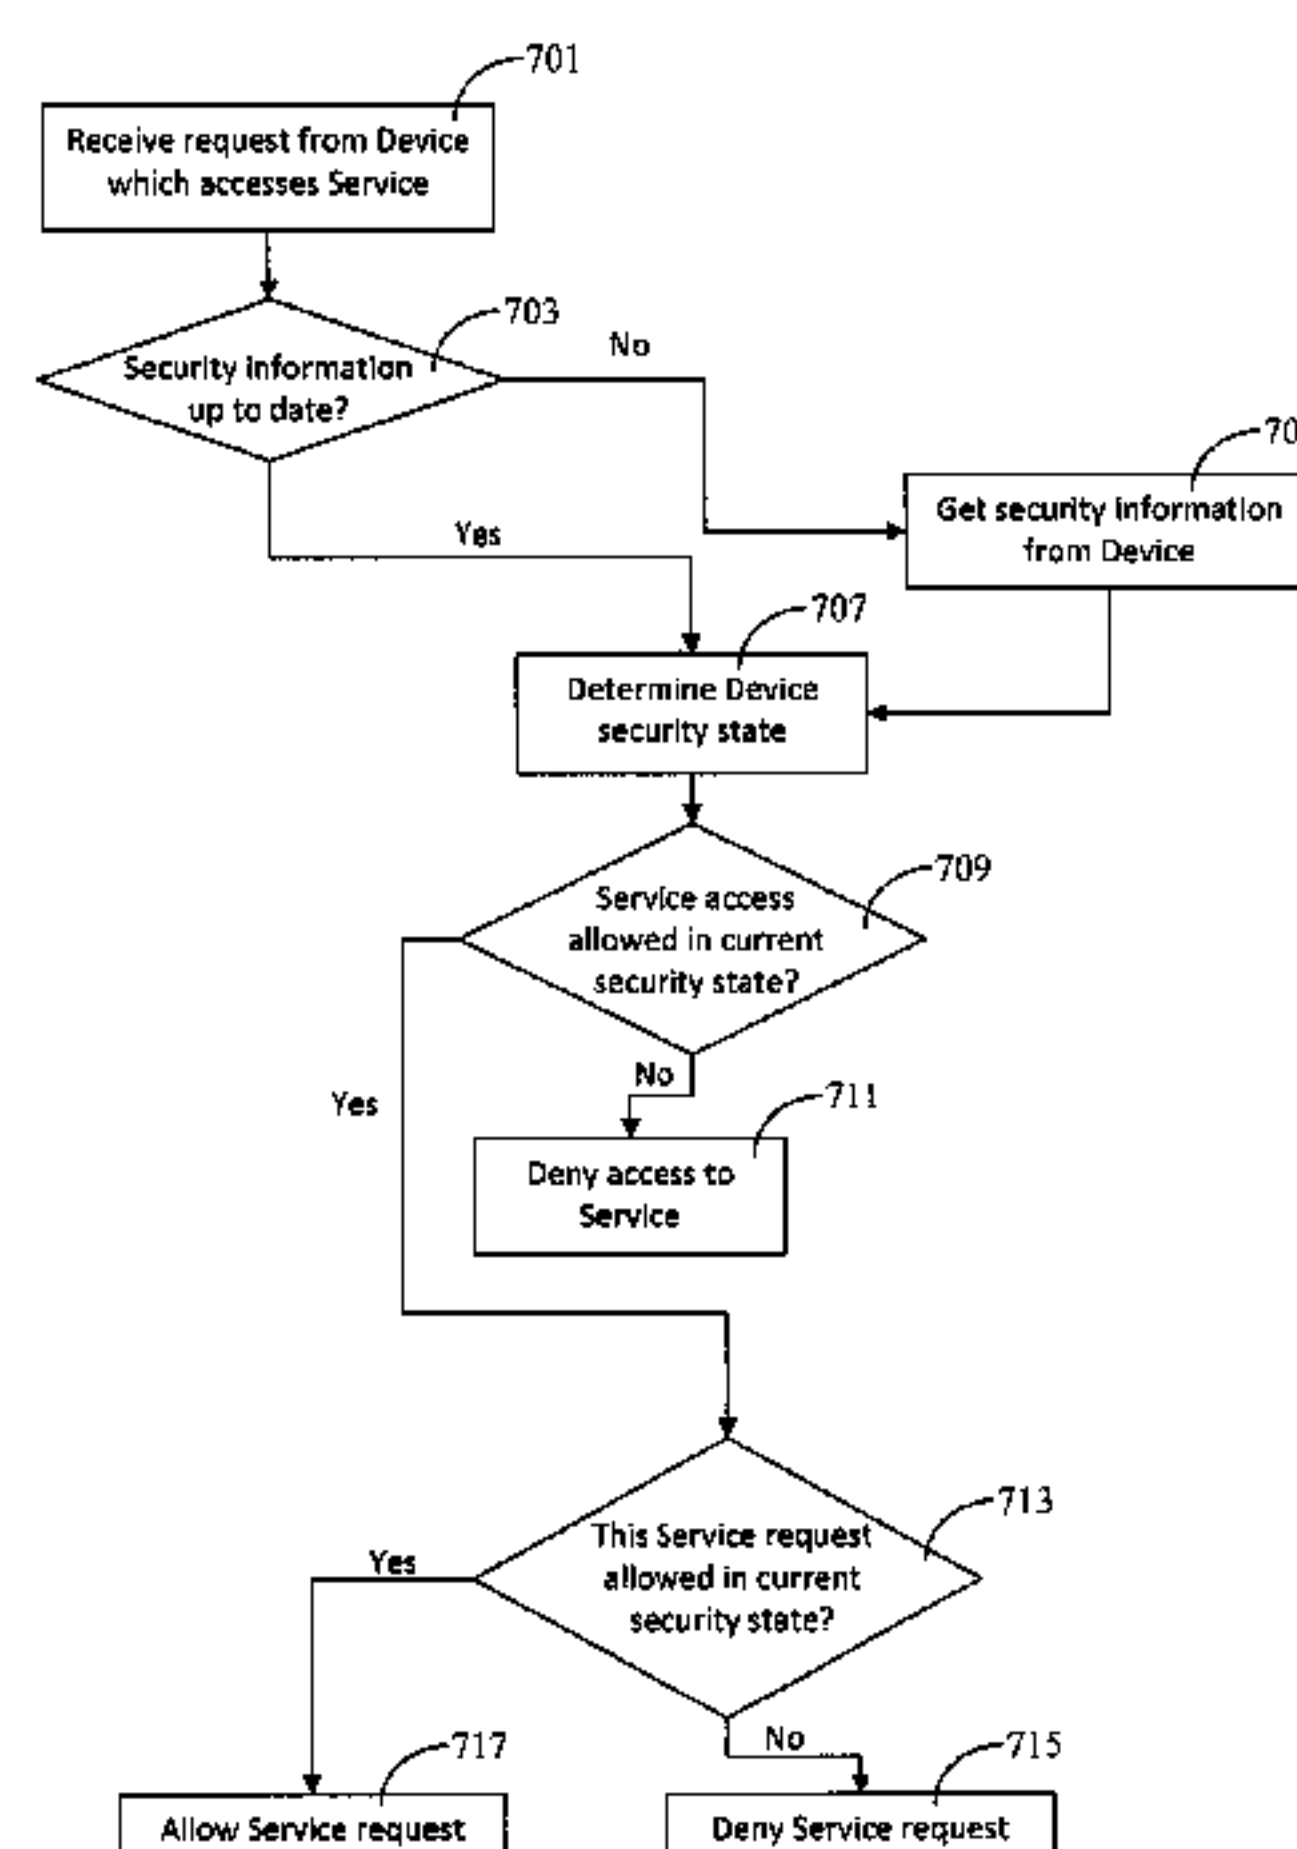 701
Receive request from Device
which accesses Service
703
Security information
up to date?
No
Yes
70
Get security information
from Device
707
Determine Device
security state
709
Service access
allowed in current
security state?
No
Yes
711
Deny access to
Service
713
This Service request
allowed in current
security state?
Yes
No
717
Allow Service request
715
Deny Service request